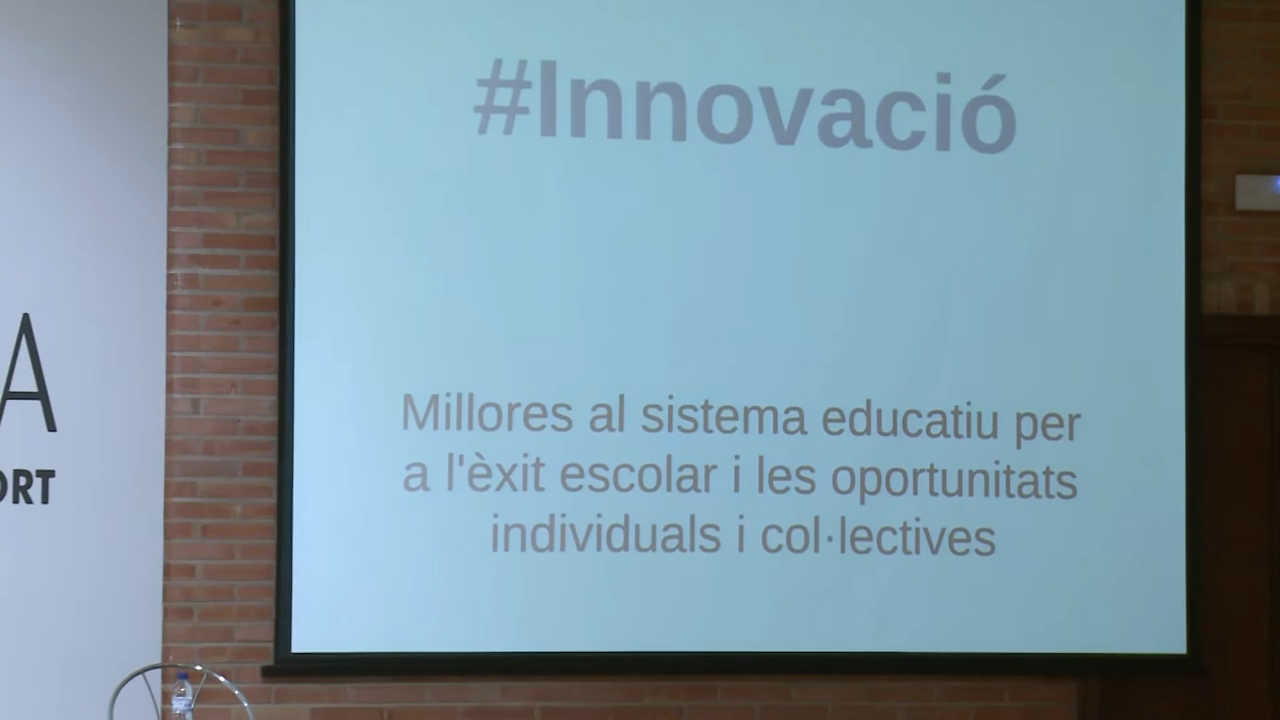 #Innovació
Millores al sistema educatiu per
a l'èxit escolar i les oportunitats
individuals i col·lectives
A
ORT